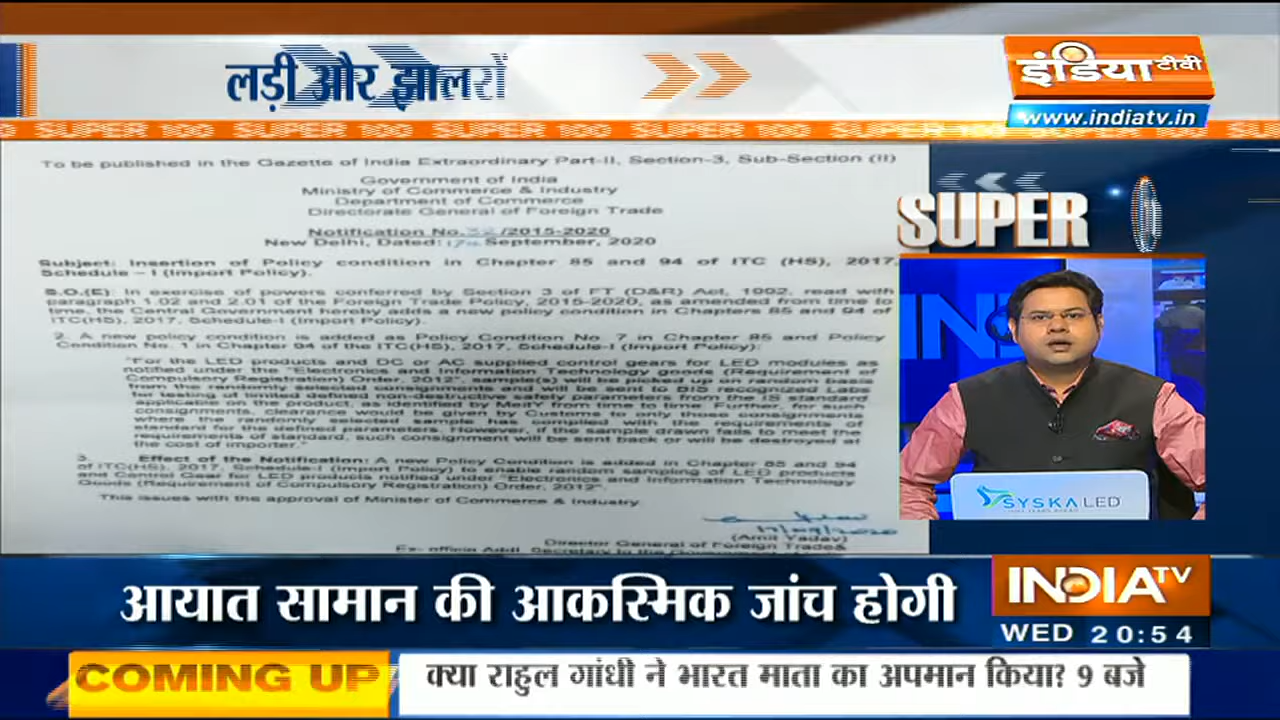 लड़ी और झालरों
इंडिया टीवी
www.indiatv.in
SUPER 100 SUPER 100 SUPER 100 SUPER 100 SUPER 100 SUPER 100
To be published in the Gazette of India Extraordinary Part-II, Section-3, Sub-Section (II)
Government of India
Ministry of Commerce & Industry
Department of Commerce
Directorate General of Foreign Trade
Notification No. 32/2015-2020
New Delhi, Dated: September, 2020
Subject: Insertion of Policy condition in Chapter 85 and 94 of ITC (HS), 2017,
Schedule – I (Import Policy).
S.O.(E): In exercise of powers conferred by Section 3 of FT (D&R) Act, 1992, read with
paragraph 1.02 and 2.01 of the Foreign Trade Policy, 2015-2020, as amended from time to
time, the Central Government hereby adds a new policy condition in Chapters 85 and 94 of
ITC(HS), 2017, Schedule-I (Import Policy).
2. A new policy condition is added as Policy Condition No. 7 in Chapter 85 and Policy
Condition No. 1 in Chapter 94 of the ITC(HS), 2017, Schedule-I (Import Policy):
"For the LED products and DC or AC supplied control gears for LED modules as
notified under the "Electronics and Information Technology goods (Requirement of
Compulsory Registration) Order, 2012", sample(s) will be picked up on random basis
from the randomly selected consignments and will be sent to BIS recognized Labs
for testing of limited defined non-destructive safety parameters from the IS standard
applicable on the product, as identified by MeitY from time to time. Further, for such
consignments, clearance would be given by Customs to only those consignments
where the randomly selected sample has complied with the requirements of
standard for the defined parameters. However, if the sample drawn fails to meet the
requirements of standard, such consignment will be sent back or will be destroyed at
the cost of importer."
3. Effect of the Notification: A new Policy Condition is added in Chapter 85 and 94
of ITC(HS), 2017, Schedule-I (Import Policy) to enable random sampling of LED products
and Control Gear for LED products notified under "Electronics and Information Technology
Goods (Requirement of Compulsory Registration) Order, 2012".
This issues with the approval of Minister of Commerce & Industry.
17/09/2020
(Amit Yadav)
Director General of Foreign Trade&
Ex- officio Addl. Secretary to the
SUPER
SYSKA LED
आयात सामान की आकस्मिक जांच होगी
INDIA TV
WED 20:54
COMING UP
क्या राहुल गांधी ने भारत माता का अपमान किया? 9 बजे